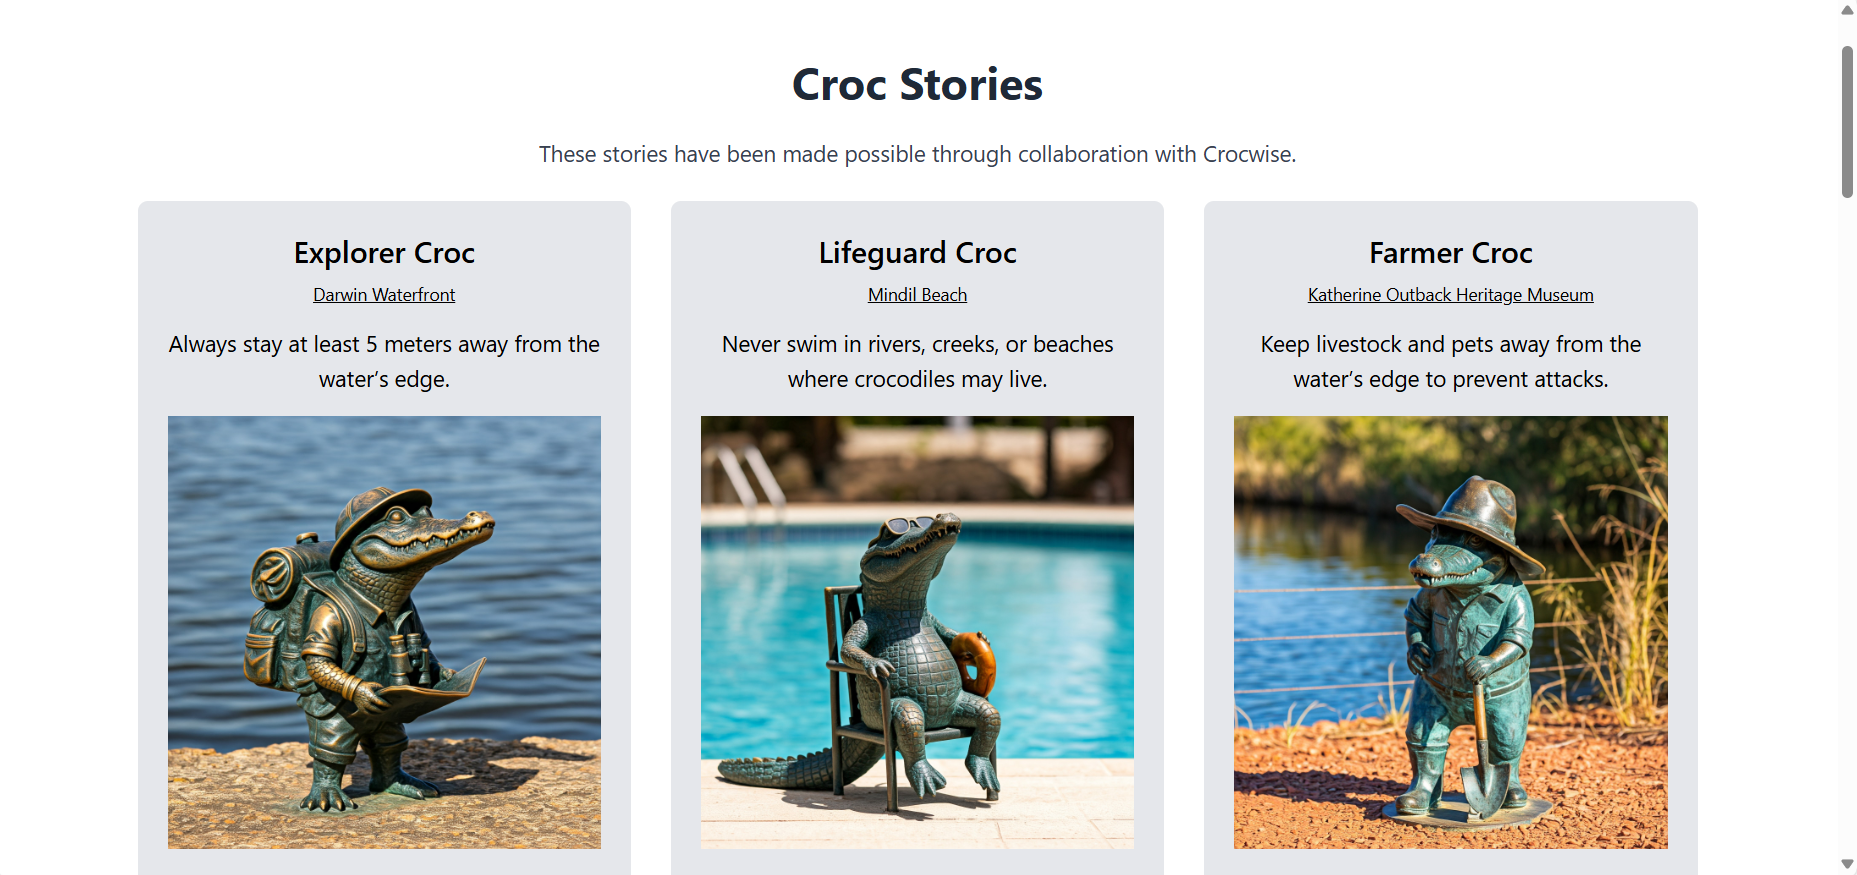 Croc Stories
These stories have been made possible through collaboration with Crocwise.
Explorer Croc
Darwin Waterfront
Always stay at least 5 meters away from the
water’s edge.
Lifeguard Croc
Mindil Beach
Never swim in rivers, creeks, or beaches
where crocodiles may live.
Farmer Croc
Katherine Outback Heritage Museum
Keep livestock and pets away from the
water’s edge to prevent attacks.